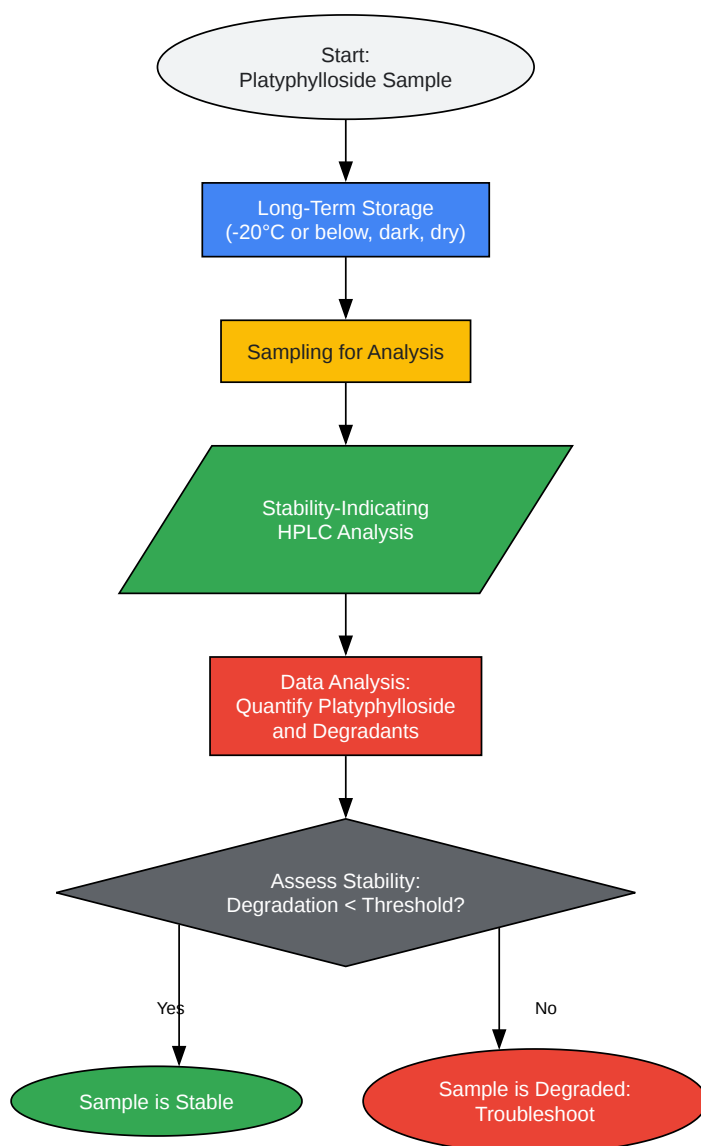 Start:
Platyphylloside Sample
Long-Term Storage
(-20°C or below, dark, dry)
Sampling for Analysis
Stability-Indicating
HPLC Analysis
Data Analysis:
Quantify Platyphylloside
and Degradants
Assess Stability:
Degradation < Threshold?
Yes
No
Sample is Stable
Sample is Degraded:
Troubleshoot